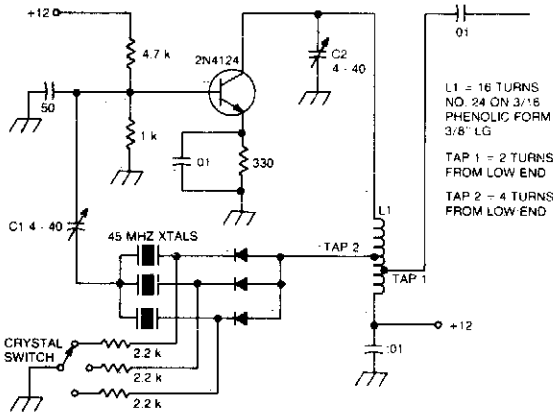 +12
4.7 k
2N4124
C2
4 - 40
01
50
1 k
.01
330
L1 = 16 TURNS
NO. 24 ON 3/16
PHENOLIC FORM
3/8" LG
TAP 1 = 2 TURNS
FROM LOW END
TAP 2 = 4 TURNS
FROM LOW END
C1 4 - 40
45 MHZ XTALS
L1
TAP 2
TAP 1
+12
.01
CRYSTAL
SWITCH
2.2 k
2.2 k
2.2 k